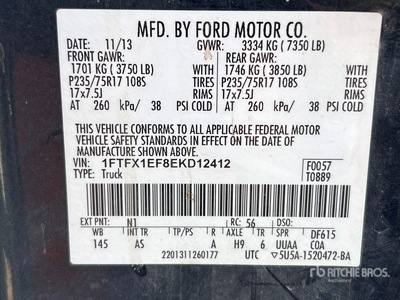 MFD. BY FORD MOTOR CO.
DATE: 11/13 GVWR: 3334 KG ( 7350 LB)
FRONT GAWR: REAR GAWR:
1701 KG ( 3750 LB) WITH 1746 KG ( 3850 LB) WITH
P235/75R17 108S TIRES P235/75R17 108S TIRES
17x7.5J RIMS 17x7.5J RIMS
AT 260 kPa/ 38 PSI COLD AT 260 kPa/ 38 PSI COLD
THIS VEHICLE CONFORMS TO ALL APPLICABLE FEDERAL MOTOR
VEHICLE SAFETY STANDARDS IN EFFECT ON THE DATE OF
MANUFACTURE SHOWN ABOVE.
VIN: 1FTFX1EF8EKD12412 F0057
TYPE: Truck T0889
EXT PNT: N1 RC: 56 DSO:
WB INT TR TP/PS R AX TR SPR DF615
145 AS A H9 6 UUAA COA
2201311260177 UTC ▽5U5A-1520472-BA
rb ritchie bros.